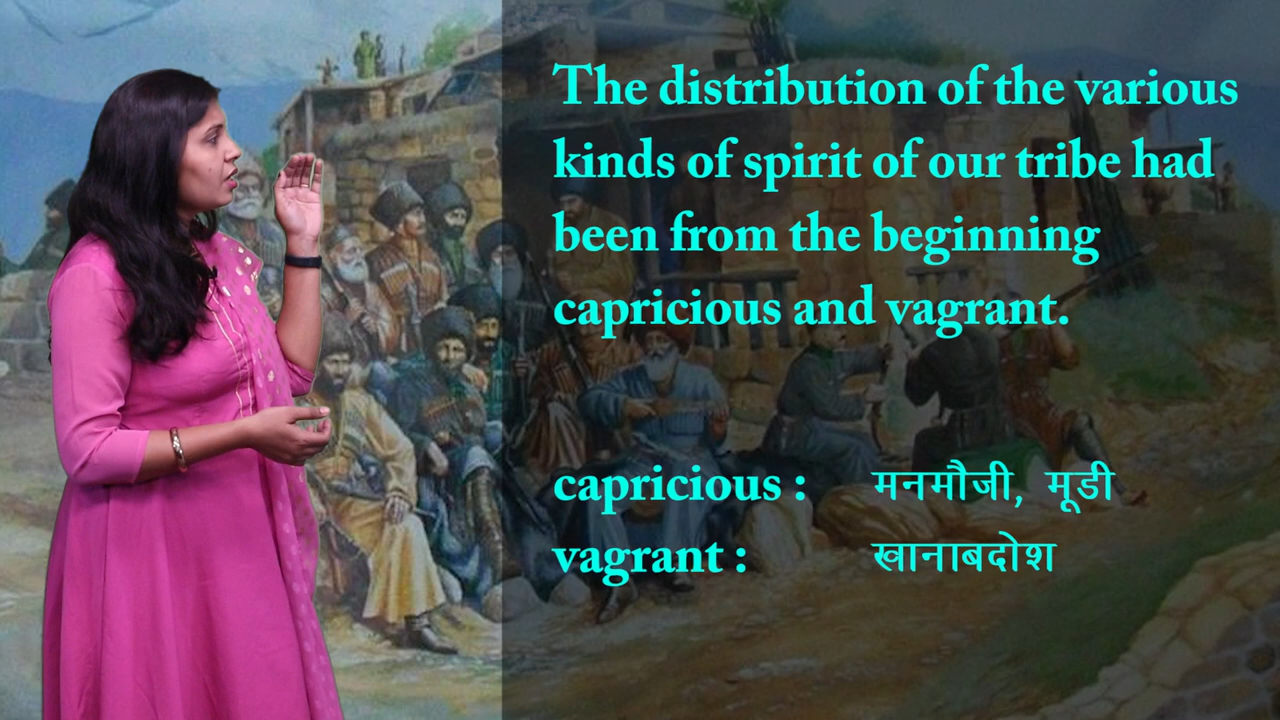 The distribution of the various
kinds of spirit of our tribe had
been from the beginning
capricious and vagrant.
capricious : मनमौजी, मूडी
vagrant : खानाबदोश